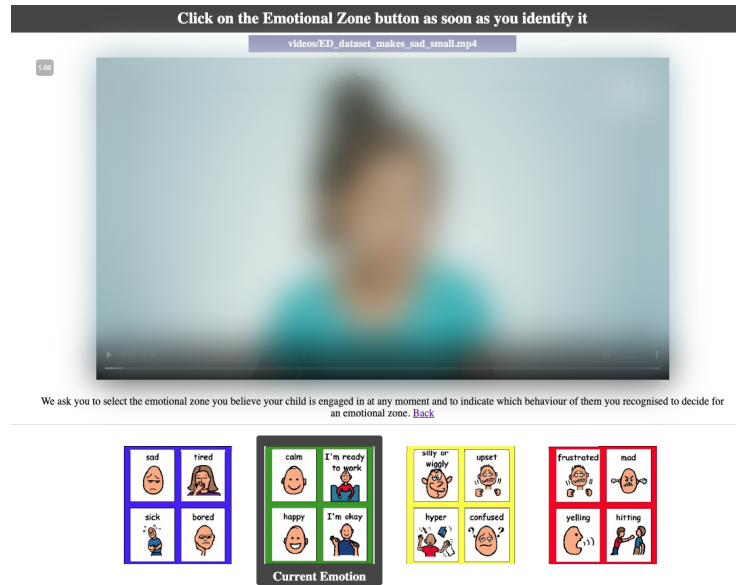 Click on the Emotional Zone button as soon as you identify it
videos/ED_dataset_makes_sad_small.mp4
1.00
We ask you to select the emotional zone you believe your child is engaged in at any moment and to indicate which behaviour of them you recognised to decide for
an emotional zone. Back
sad
tired
sick
bored
calm
I'm ready
to work
happy
I'm okay
silly or
wiggly
upset
hyper
confused
frustrated
mad
yelling
hitting
Current Emotion